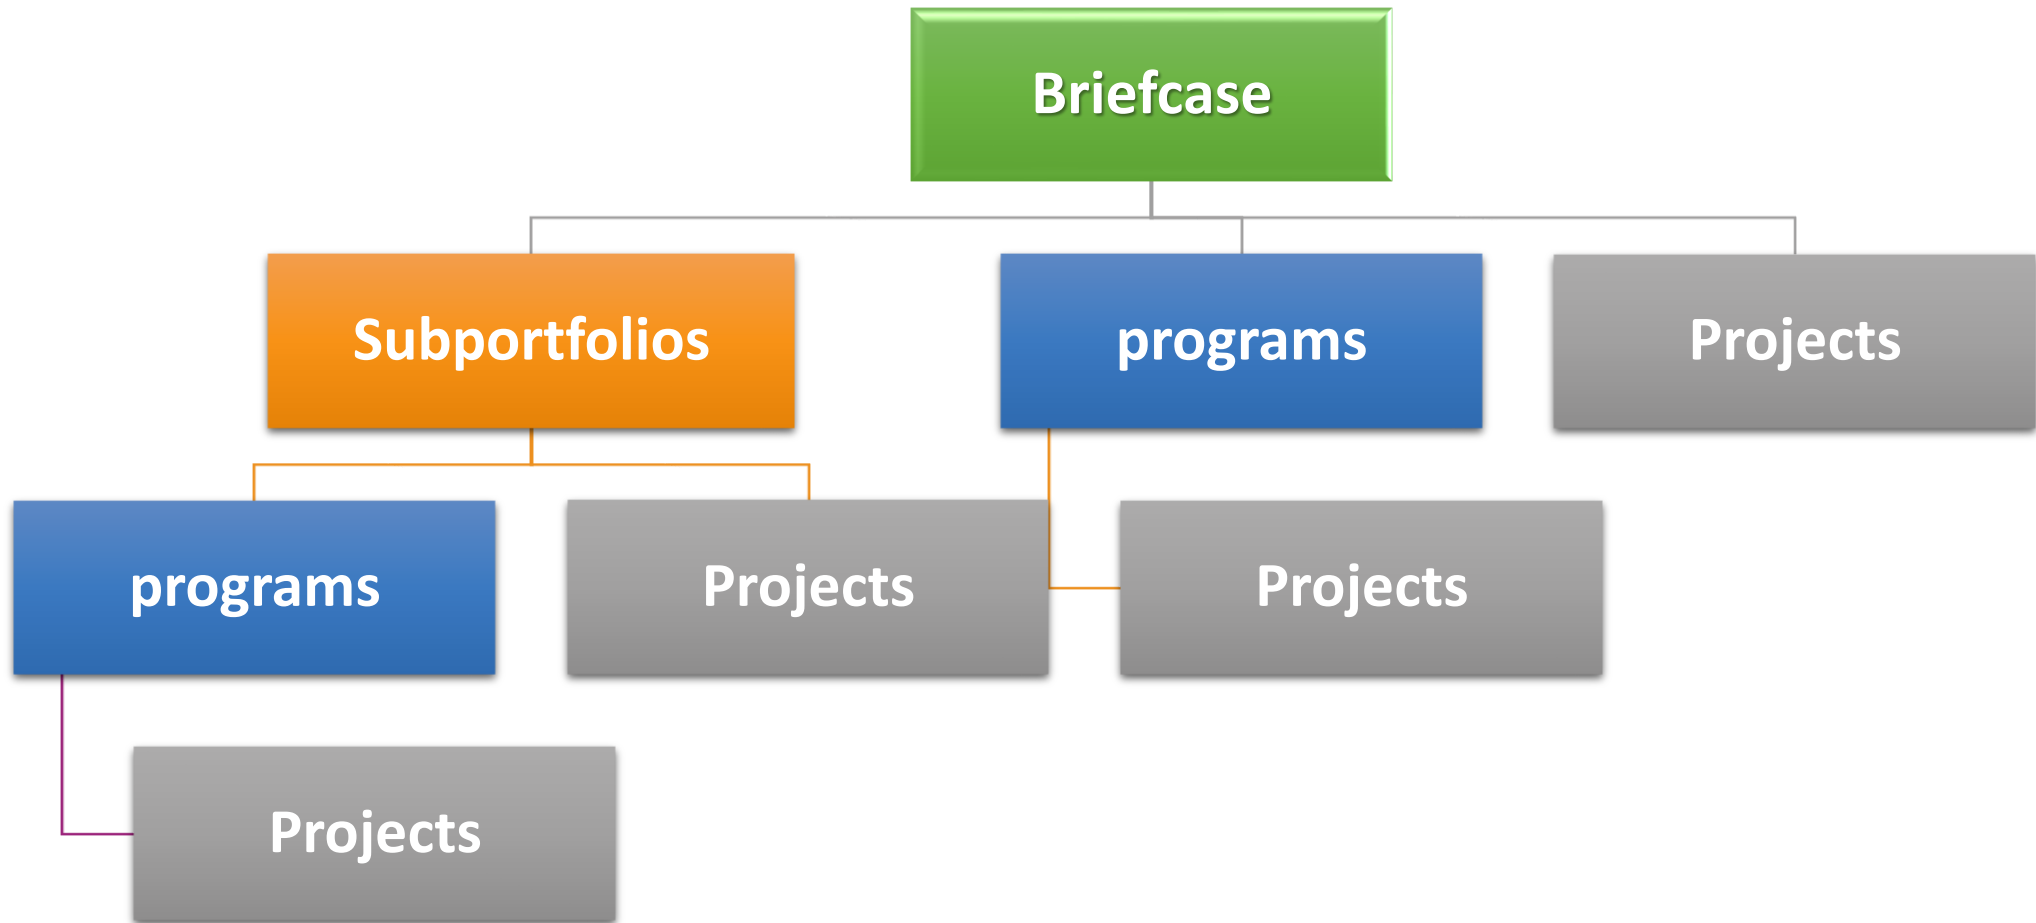 Briefcase
Subportfolios
programs
Projects
programs
Projects
Projects
Projects